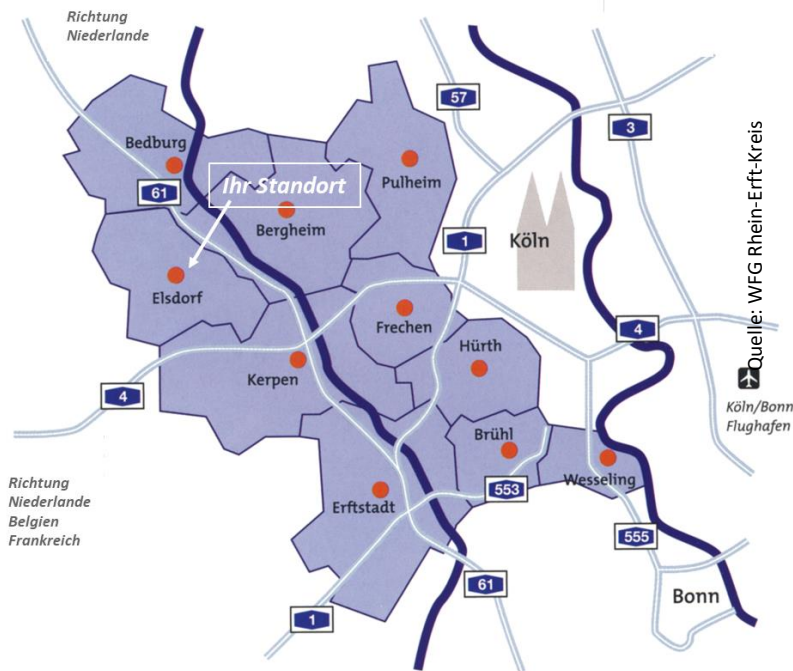 Richtung
Niederlande
57
3
Bedburg
61
Ihr Standort
Pulheim
Bergheim
1
Köln
Quelle: WFG Rhein-Erft-Kreis
Elsdorf
Frechen
4
Hürth
Kerpen
4
Köln/Bonn
Flughafen
Brühl
Wesseling
Richtung
Niederlande
Belgien
Frankreich
553
Erftstadt
555
61
Bonn
1